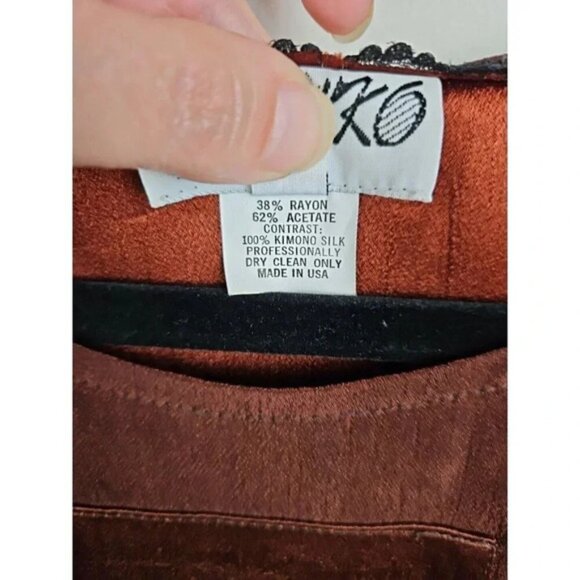 38% RAYON
62% ACETATE
CONTRAST:
100% KIMONO SILK
PROFESSIONALLY
DRY CLEAN ONLY
MADE IN USA